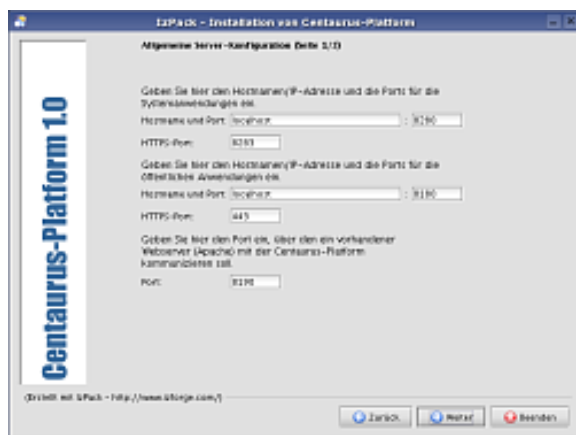 IzPack - Installation von Centaurus-Platform
Centaurus-Platform 1.0
Allgemeine Server-Konfiguration (Seite 1/2)
Geben Sie hier den Hostnamen/IP-Adresse und die Ports für die
Systemanwendungen ein.
Hostname und Port: localhost :
HTTPS-Port:
Geben Sie hier den Hostnamen/IP-Adresse und die Ports für die
öffentlichen Anwendungen ein.
Hostname und Port: localhost :
HTTPS-Port: 443
Geben Sie hier den Port ein, über den ein vorhandener
Webserver (Apache) mit der Centaurus-Platform
kommunizieren soll.
Port:
(Erstellt mit IzPack - http://www.izforge.com/)
Zurück Weiter Beenden